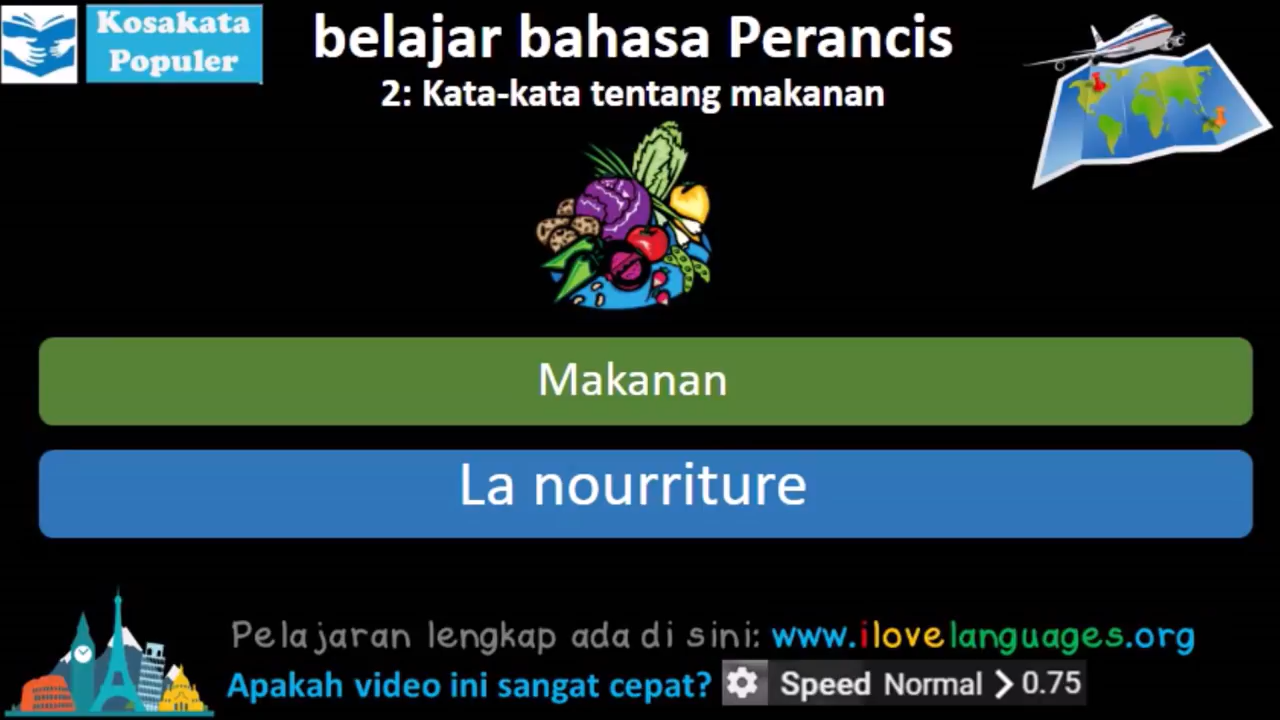 Kosakata
Populer
belajar bahasa Perancis
2: Kata-kata tentang makanan
Makanan
La nourriture
Pelajaran lengkap ada di sini: www.ilovelanguages.org
Apakah video ini sangat cepat? Speed Normal > 0.75